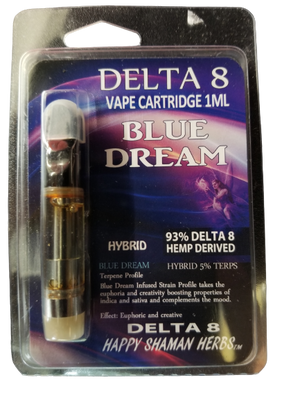 DELTA 8
VAPE CARTRIDGE 1ML
BLUE
DREAM
HYBRID
93% DELTA 8
HEMP DERIVED
BLUE DREAM
HYBRID 5% TERPS
Terpene Profile
Blue Dream Infused Strain Profile takes the
euphoria and creativity boosting properties of
indica and sativa and complements the mood.
Effect: Euphoric and creative
DELTA 8
HAPPY SHAMAN HERBS™